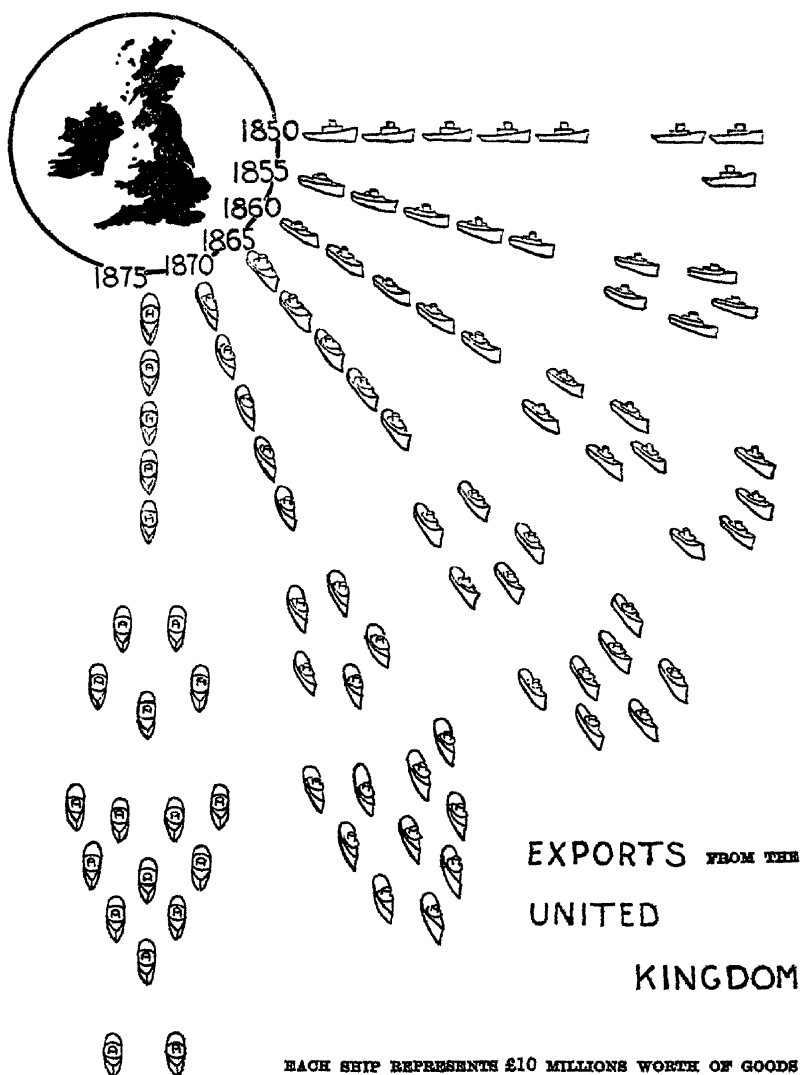 1850
1855
1860
1865
1870
1875
EXPORTS FROM THE
UNITED
KINGDOM
EACH SHIP REPRESENTS £10 MILLIONS WORTH OF GOODS